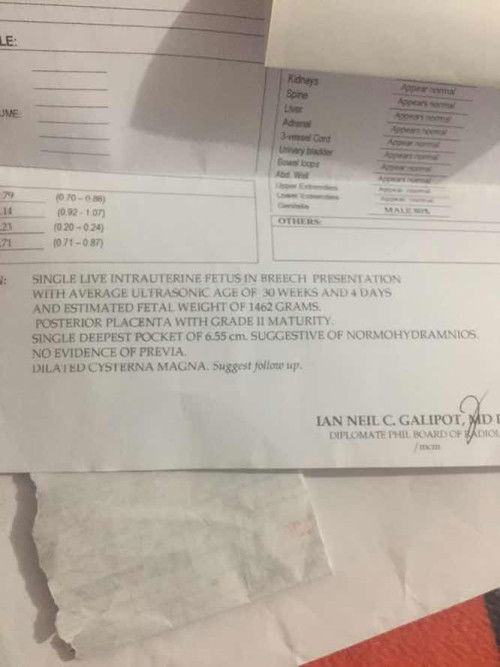 LE:
UME:
Kidneys Appear normal
Spine Appears normal
Liver Appears normal
Adrenal Appears normal
3-vessel Cord Appear normal
Urinary bladder Appears normal
Bowel loops Appear normal
Abd. Wall Appears normal
Upper Extremities Appear normal
Lower Extremities Appear normal
Genitalia MALE 90%
OTHERS:
.79 (0.70 - 0.86)
.14 (0.92 - 1.07)
.23 (0.20 - 0.24)
.71 (0.71 - 0.87)
N: SINGLE LIVE INTRAUTERINE FETUS IN BREECH PRESENTATION
WITH AVERAGE ULTRASONIC AGE OF 30 WEEKS AND 4 DAYS
AND ESTIMATED FETAL WEIGHT OF 1462 GRAMS.
POSTERIOR PLACENTA WITH GRADE II MATURITY.
SINGLE DEEPEST POCKET OF 6.55 cm. SUGGESTIVE OF NORMOHYDRAMNIOS.
NO EVIDENCE OF PREVIA.
DILATED CYSTERNA MAGNA. Suggest follow up.
IAN NEIL C. GALIPOT, MD
DIPLOMATE PHIL BOARD OF RADIOL
/mcm